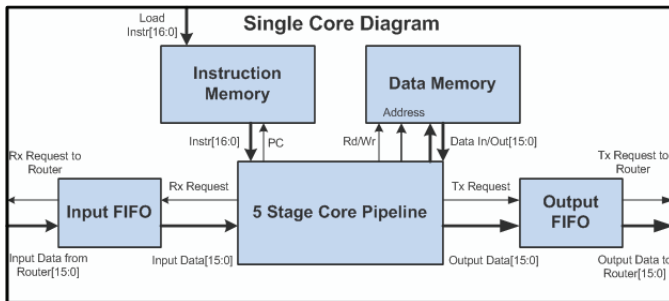 Load
Instr[16:0]
Single Core Diagram
Instruction
Memory
Data Memory
Address
Instr[16:0]
PC
Rd/Wr
Data In/Out[15:0]
Rx Request to
Router
Rx Request
Tx Request
Tx Request to
Router
Input FIFO
5 Stage Core Pipeline
Output
FIFO
Input Data from
Router[15:0]
Input Data[15:0]
Output Data[15:0]
Output Data to
Router[15:0]